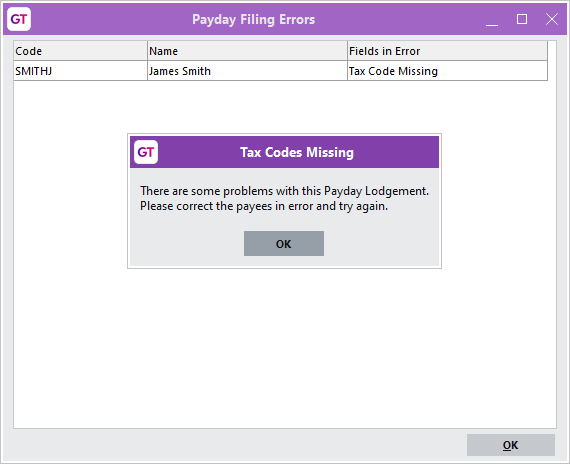 GT Payday Filing Errors
Code Name Fields in Error
SMITHJ James Smith Tax Code Missing
GT Tax Codes Missing
There are some problems with this Payday Lodgement.
Please correct the payees in error and try again.
OK
OK